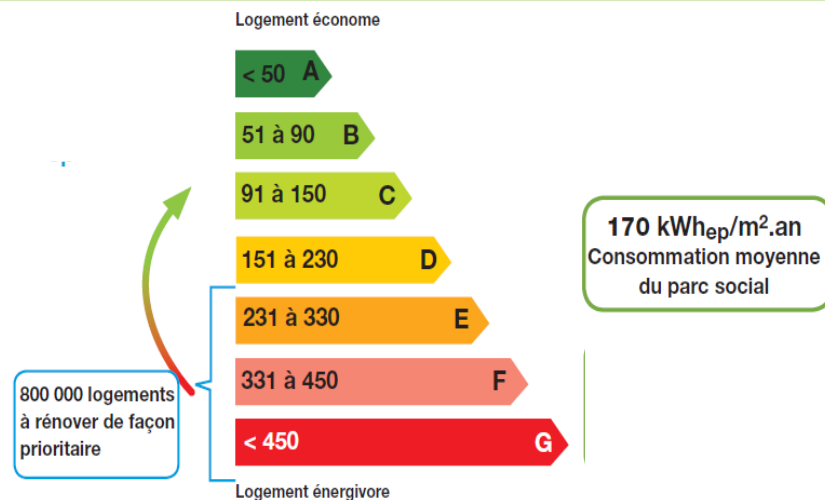 Logement économe
< 50 A
51 à 90 B
91 à 150 C
151 à 230 D
231 à 330 E
331 à 450 F
< 450 G
Logement énergivore
800 000 logements
à rénover de façon
prioritaire
170 kWhep/m².an
Consommation moyenne
du parc social